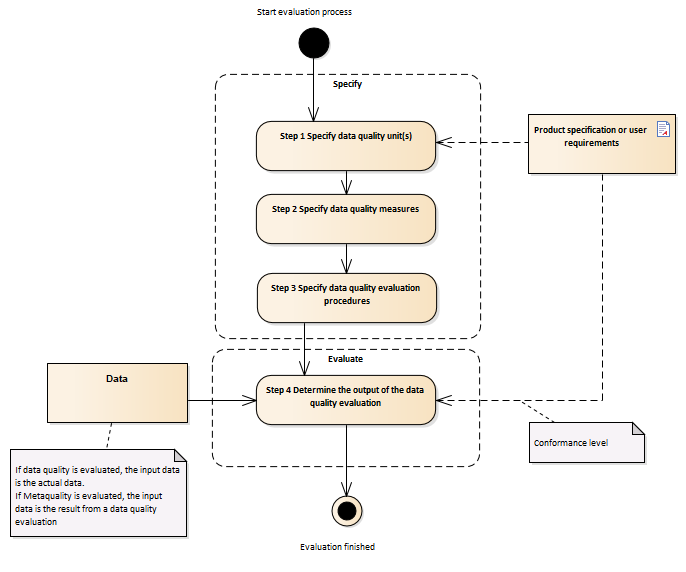 Start evaluation process
Specify
Step 1 Specify data quality unit(s)
Product specification or user
requirements
Step 2 Specify data quality measures
Step 3 Specify data quality evaluation
procedures
Evaluate
Data
Step 4 Determine the output of the data
quality evaluation
Conformance level
If data quality is evaluated, the input data
is the actual data.
If Metaquality is evaluated, the input
data is the result from a data quality
evaluation
Evaluation finished